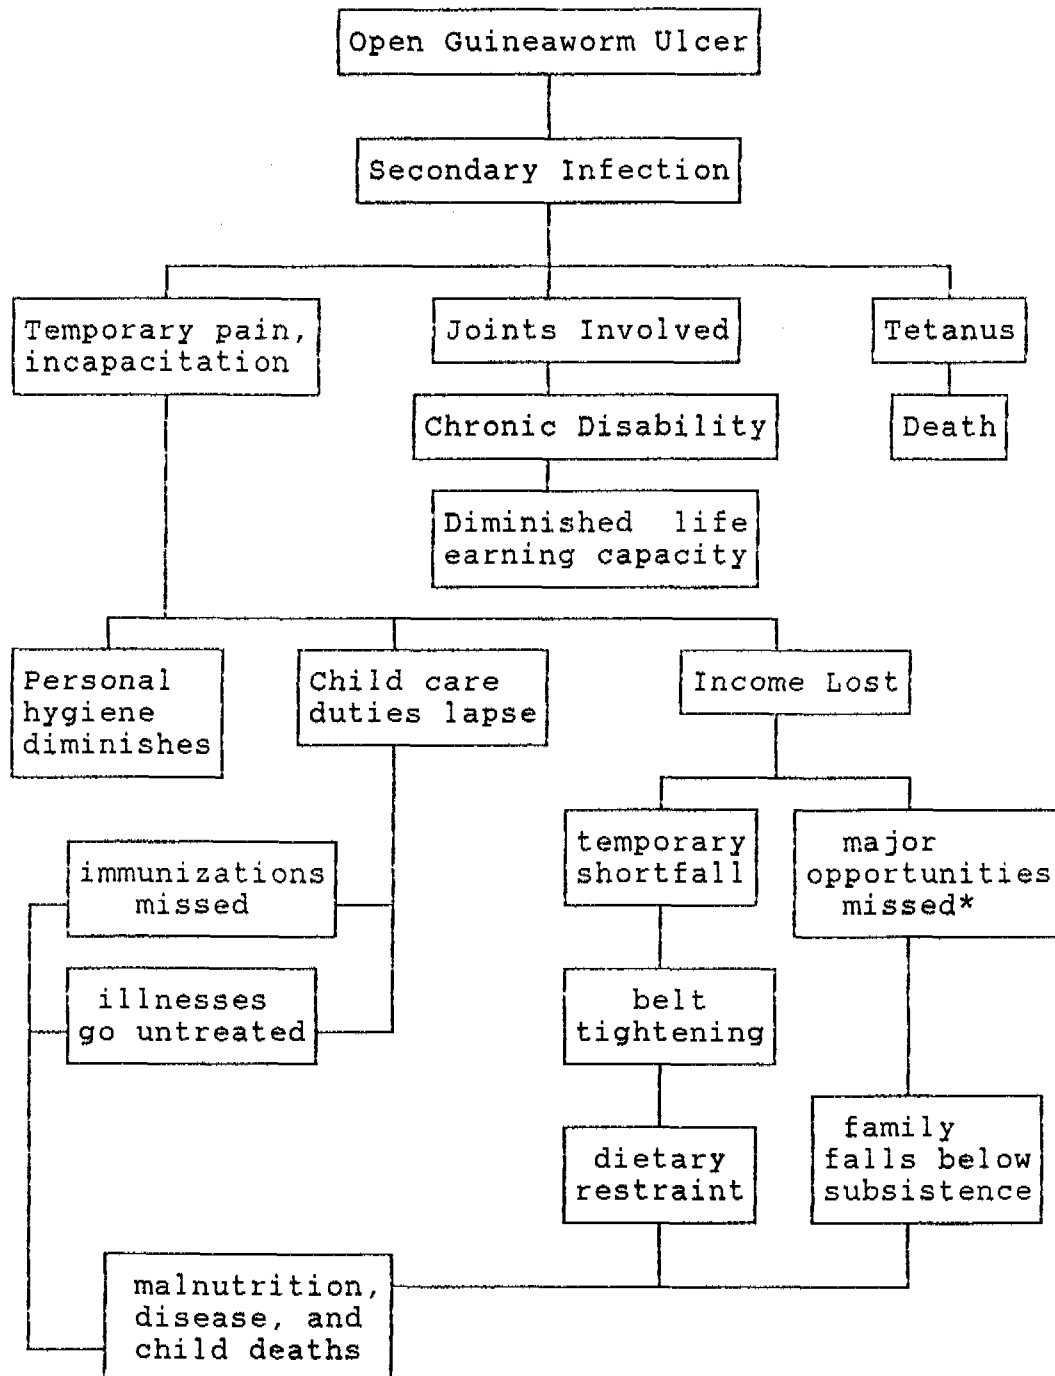 Open Guineaworm Ulcer
Secondary Infection
Temporary pain,
incapacitation
Joints Involved
Tetanus
Chronic Disability
Death
Diminished life
earning capacity
Personal
hygiene
diminishes
Child care
duties lapse
Income Lost
immunizations
missed
illnesses
go untreated
temporary
shortfall
major
opportunities
missed*
belt
tightening
dietary
restraint
family
falls below
subsistence
malnutrition,
disease, and
child deaths